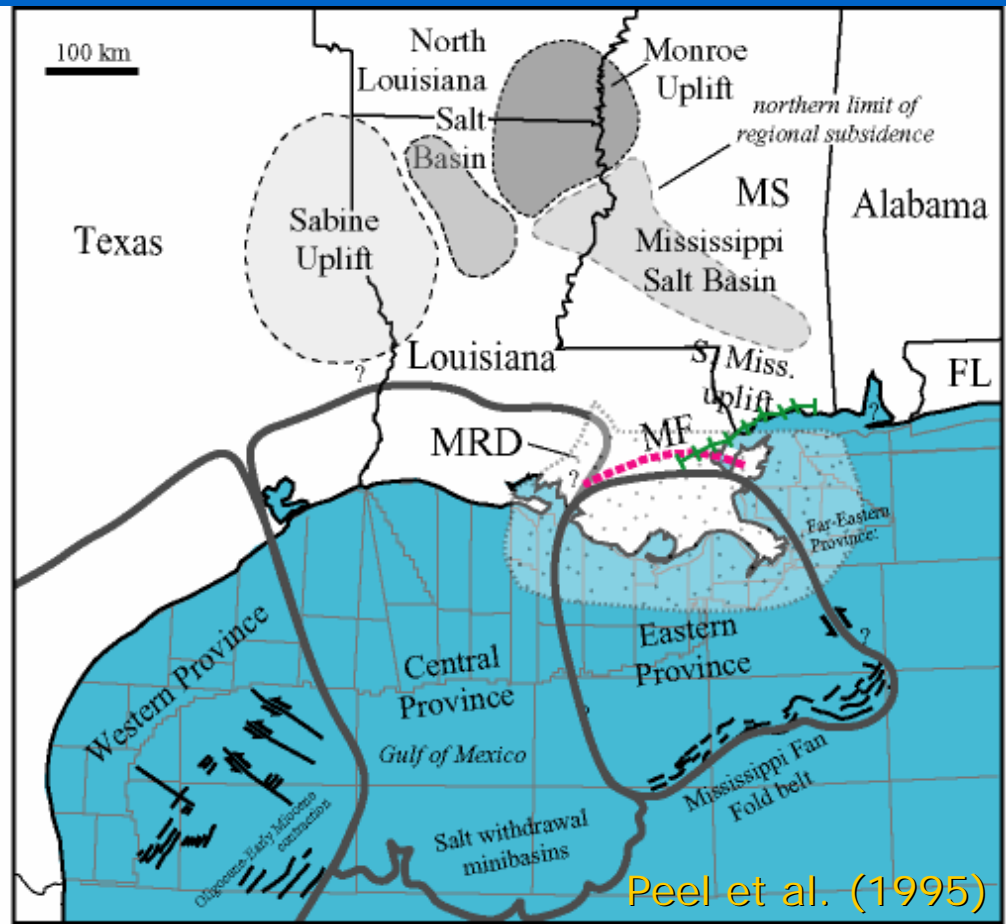 100 km
North
Louisiana
Salt
Basin
Monroe
Uplift
northern limit of
regional subsidence
MS
Alabama
Texas
Sabine
Uplift
Mississippi
Salt Basin
Louisiana
S. Miss.
uplift
FL
?
?
MRD
MF
?
Far-Eastern
Province:
Western Province
Central
Province
Eastern
Province
?
?
Gulf of Mexico
Mississippi Fan
Fold belt
Oligocene-Early Miocene
contraction
Salt withdrawal
minibasins
Peel et al. (1995)